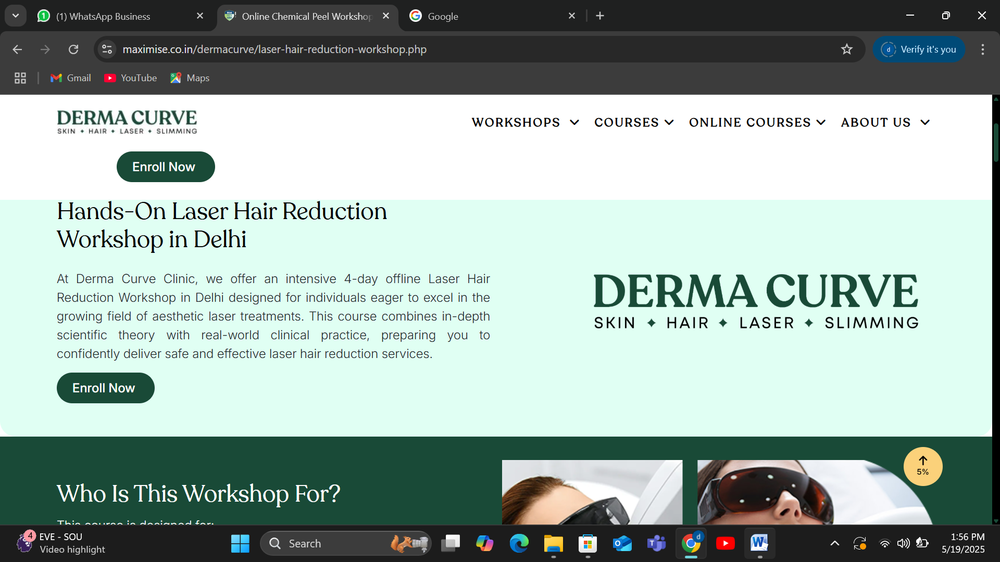 (1) WhatsApp Business
Online Chemical Peel Workshop
Google
maximise.co.in/dermacurve/laser-hair-reduction-workshop.php
d
Verify it's you
Gmail
YouTube
Maps
DERMA CURVE
SKIN ✦ HAIR ✦ LASER ✦ SLIMMING
WORKSHOPS
COURSES
ONLINE COURSES
ABOUT US
Enroll Now
Hands-On Laser Hair Reduction
Workshop in Delhi
At Derma Curve Clinic, we offer an intensive 4-day offline Laser Hair
Reduction Workshop in Delhi designed for individuals eager to excel in the
growing field of aesthetic laser treatments. This course combines in-depth
scientific theory with real-world clinical practice, preparing you to
confidently deliver safe and effective laser hair reduction services.
Enroll Now
DERMA CURVE
SKIN ✦ HAIR ✦ LASER ✦ SLIMMING
5%
Who Is This Workshop For?
This course is designed for:
4
EVE - SOU
Video highlight
Search
d
1:56 PM
5/19/2025